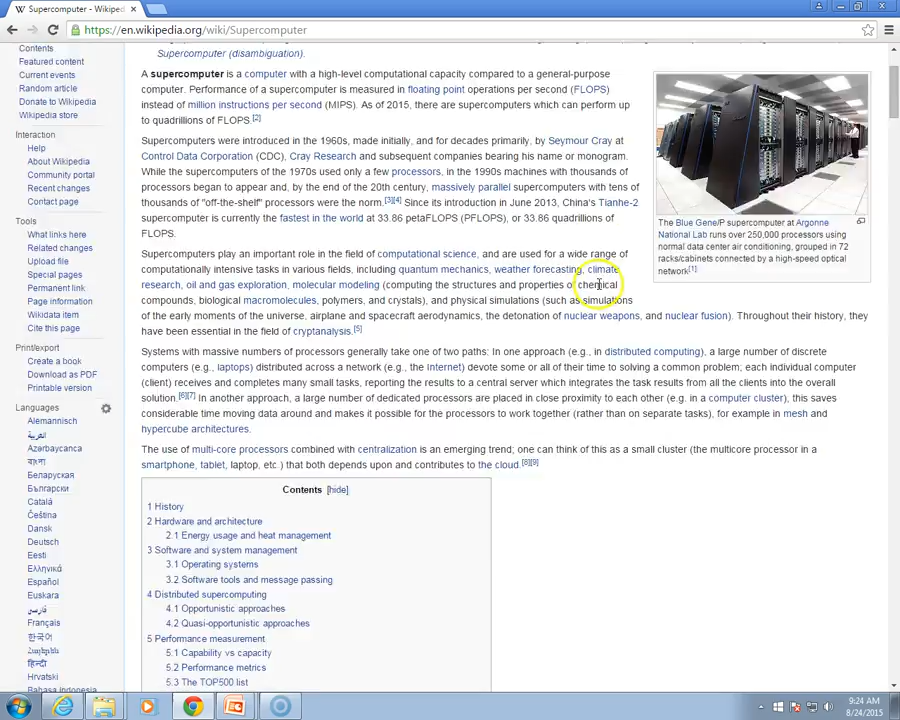 Supercomputer - Wikiped
https://en.wikipedia.org/wiki/Supercomputer
Contents
Featured content
Current events
Random article
Donate to Wikipedia
Wikipedia store
Interaction
Help
About Wikipedia
Community portal
Recent changes
Contact page
Tools
What links here
Related changes
Upload file
Special pages
Permanent link
Page information
Wikidata item
Cite this page
Print/export
Create a book
Download as PDF
Printable version
Languages
Alemannisch
العربية
Azərbaycanca
বাংলা
Беларуская
Български
Català
Čeština
Dansk
Deutsch
Eesti
Ελληνικά
Español
Euskara
فارسی
Français
한국어
Հայերեն
हिन्दी
Hrvatski
Bahasa Indonesia
Supercomputer (disambiguation).
A supercomputer is a computer with a high-level computational capacity compared to a general-purpose
computer. Performance of a supercomputer is measured in floating point operations per second (FLOPS)
instead of million instructions per second (MIPS). As of 2015, there are supercomputers which can perform up
to quadrillions of FLOPS.[2]
Supercomputers were introduced in the 1960s, made initially, and for decades primarily, by Seymour Cray at
Control Data Corporation (CDC), Cray Research and subsequent companies bearing his name or monogram.
While the supercomputers of the 1970s used only a few processors, in the 1990s machines with thousands of
processors began to appear and, by the end of the 20th century, massively parallel supercomputers with tens of
thousands of "off-the-shelf" processors were the norm.[3][4] Since its introduction in June 2013, China's Tianhe-2
supercomputer is currently the fastest in the world at 33.86 petaFLOPS (PFLOPS), or 33.86 quadrillions of
FLOPS.
The Blue Gene/P supercomputer at Argonne
National Lab runs over 250,000 processors using
normal data center air conditioning, grouped in 72
racks/cabinets connected by a high-speed optical
network[1]
Supercomputers play an important role in the field of computational science, and are used for a wide range of
computationally intensive tasks in various fields, including quantum mechanics, weather forecasting, climate
research, oil and gas exploration, molecular modeling (computing the structures and properties of chemical
compounds, biological macromolecules, polymers, and crystals), and physical simulations (such as simulations
of the early moments of the universe, airplane and spacecraft aerodynamics, the detonation of nuclear weapons, and nuclear fusion). Throughout their history, they
have been essential in the field of cryptanalysis.[5]
Systems with massive numbers of processors generally take one of two paths: In one approach (e.g., in distributed computing), a large number of discrete
computers (e.g., laptops) distributed across a network (e.g., the Internet) devote some or all of their time to solving a common problem; each individual computer
(client) receives and completes many small tasks, reporting the results to a central server which integrates the task results from all the clients into the overall
solution.[6][7] In another approach, a large number of dedicated processors are placed in close proximity to each other (e.g. in a computer cluster); this saves
considerable time moving data around and makes it possible for the processors to work together (rather than on separate tasks), for example in mesh and
hypercube architectures.
The use of multi-core processors combined with centralization is an emerging trend; one can think of this as a small cluster (the multicore processor in a
smartphone, tablet, laptop, etc.) that both depends upon and contributes to the cloud.[8][9]
Contents [hide]
1 History
2 Hardware and architecture
2.1 Energy usage and heat management
3 Software and system management
3.1 Operating systems
3.2 Software tools and message passing
4 Distributed supercomputing
4.1 Opportunistic approaches
4.2 Quasi-opportunistic approaches
5 Performance measurement
5.1 Capability vs capacity
5.2 Performance metrics
5.3 The TOP500 list
9:24 AM
8/24/2015